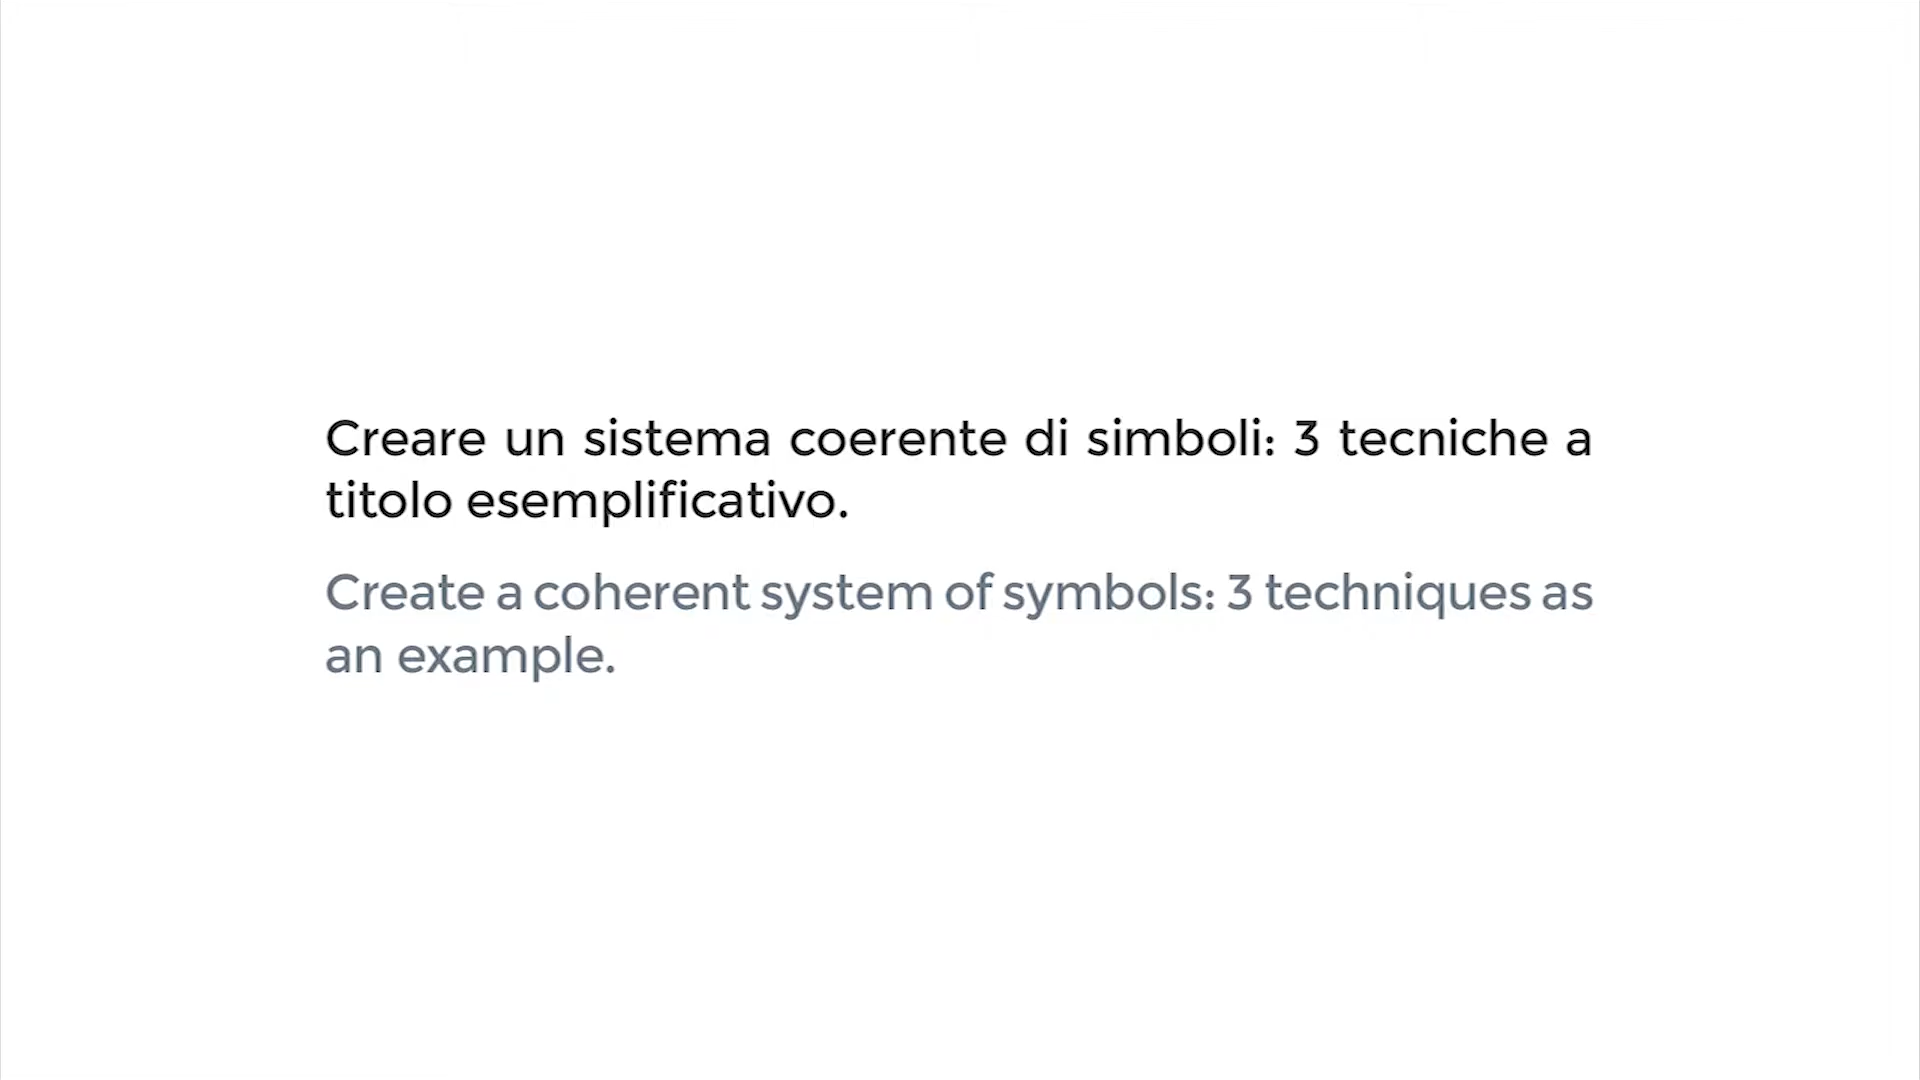 Creare un sistema coerente di simboli: 3 tecniche a
titolo esemplificativo.
Create a coherent system of symbols: 3 techniques as
an example.